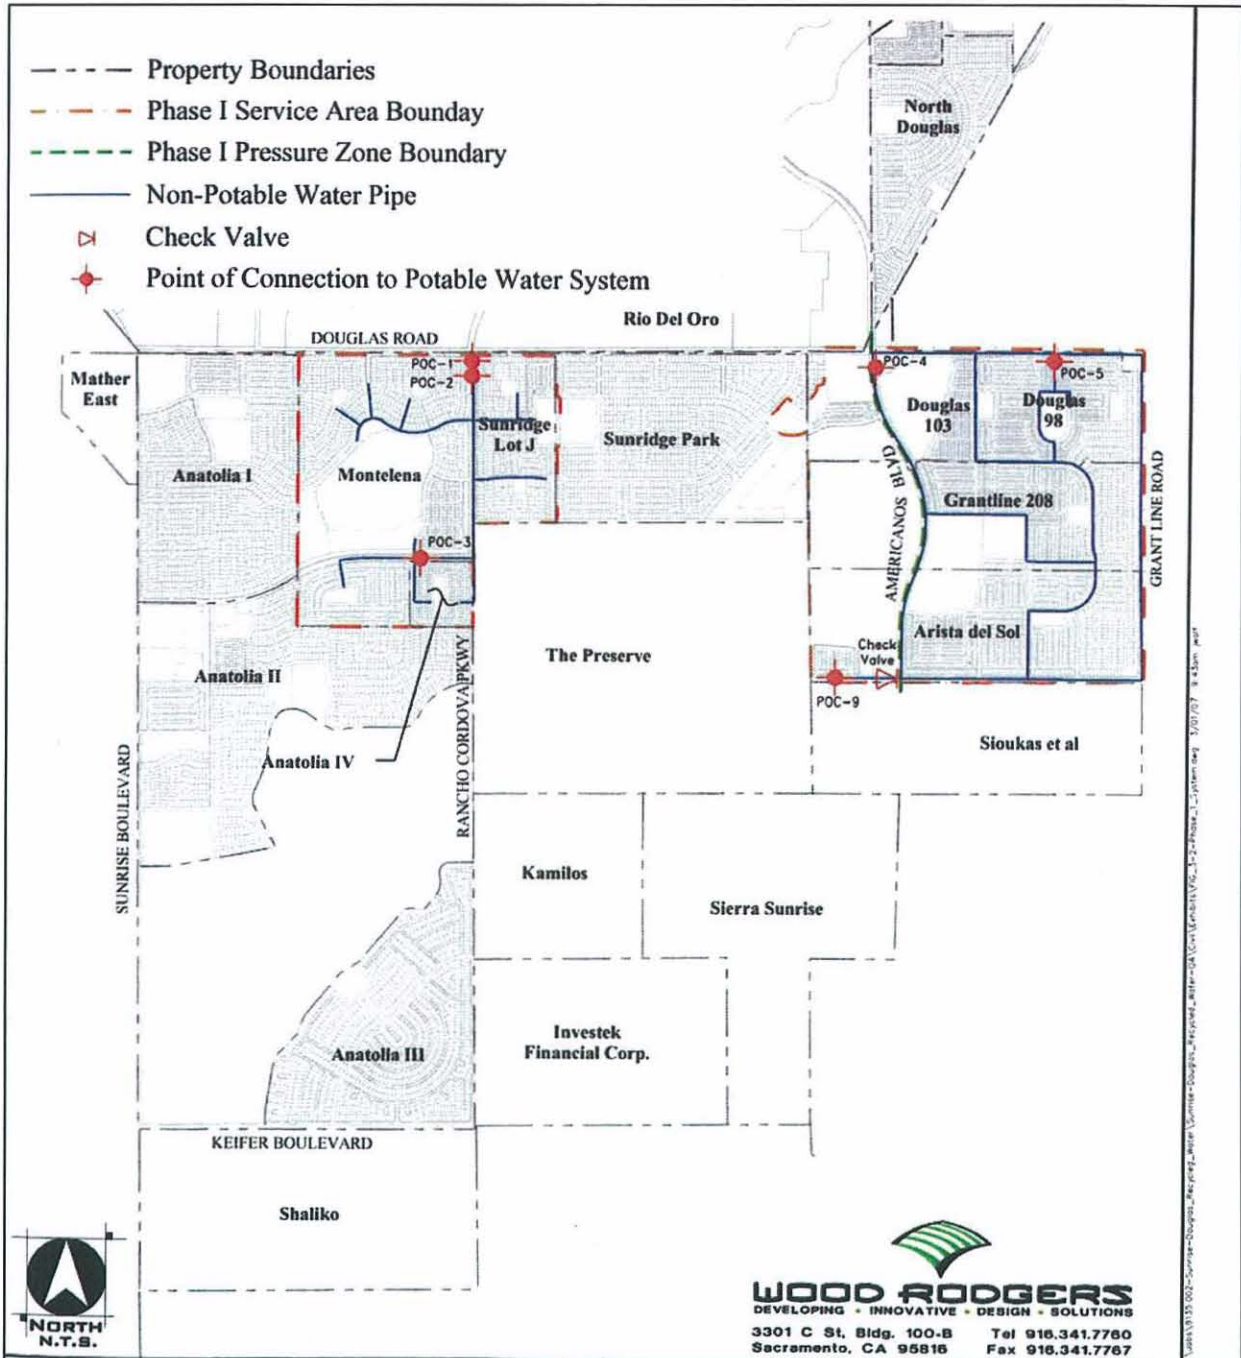 Property Boundaries
Phase I Service Area Bounday
Phase I Pressure Zone Boundary
Non-Potable Water Pipe
Check Valve
Point of Connection to Potable Water System
North
Douglas
Rio Del Oro
DOUGLAS ROAD
POC-1
POC-2
POC-4
POC-5
Mather
East
Douglas
103
Douglas
98
Sunridge
Lot J
Sunridge Park
Anatolia I
Montelena
AMERICANOS BLVD
Grantline 208
GRANT LINE ROAD
POC-3
Arista del Sol
Check
Valve
The Preserve
Anatolia II
POC-9
RANCHO CORDOVA PKWY
Sioukas et al
Anatolia IV
SUNRISE BOULEVARD
Kamilos
Sierra Sunrise
Investek
Financial Corp.
Anatolia III
KEIFER BOULEVARD
Shaliko
NORTH
N.T.S.
WOOD RODGERS
DEVELOPING • INNOVATIVE • DESIGN • SOLUTIONS
3301 C St, Bldg. 100-B Tel 916.341.7760
Sacramento, CA 95816 Fax 916.341.7767